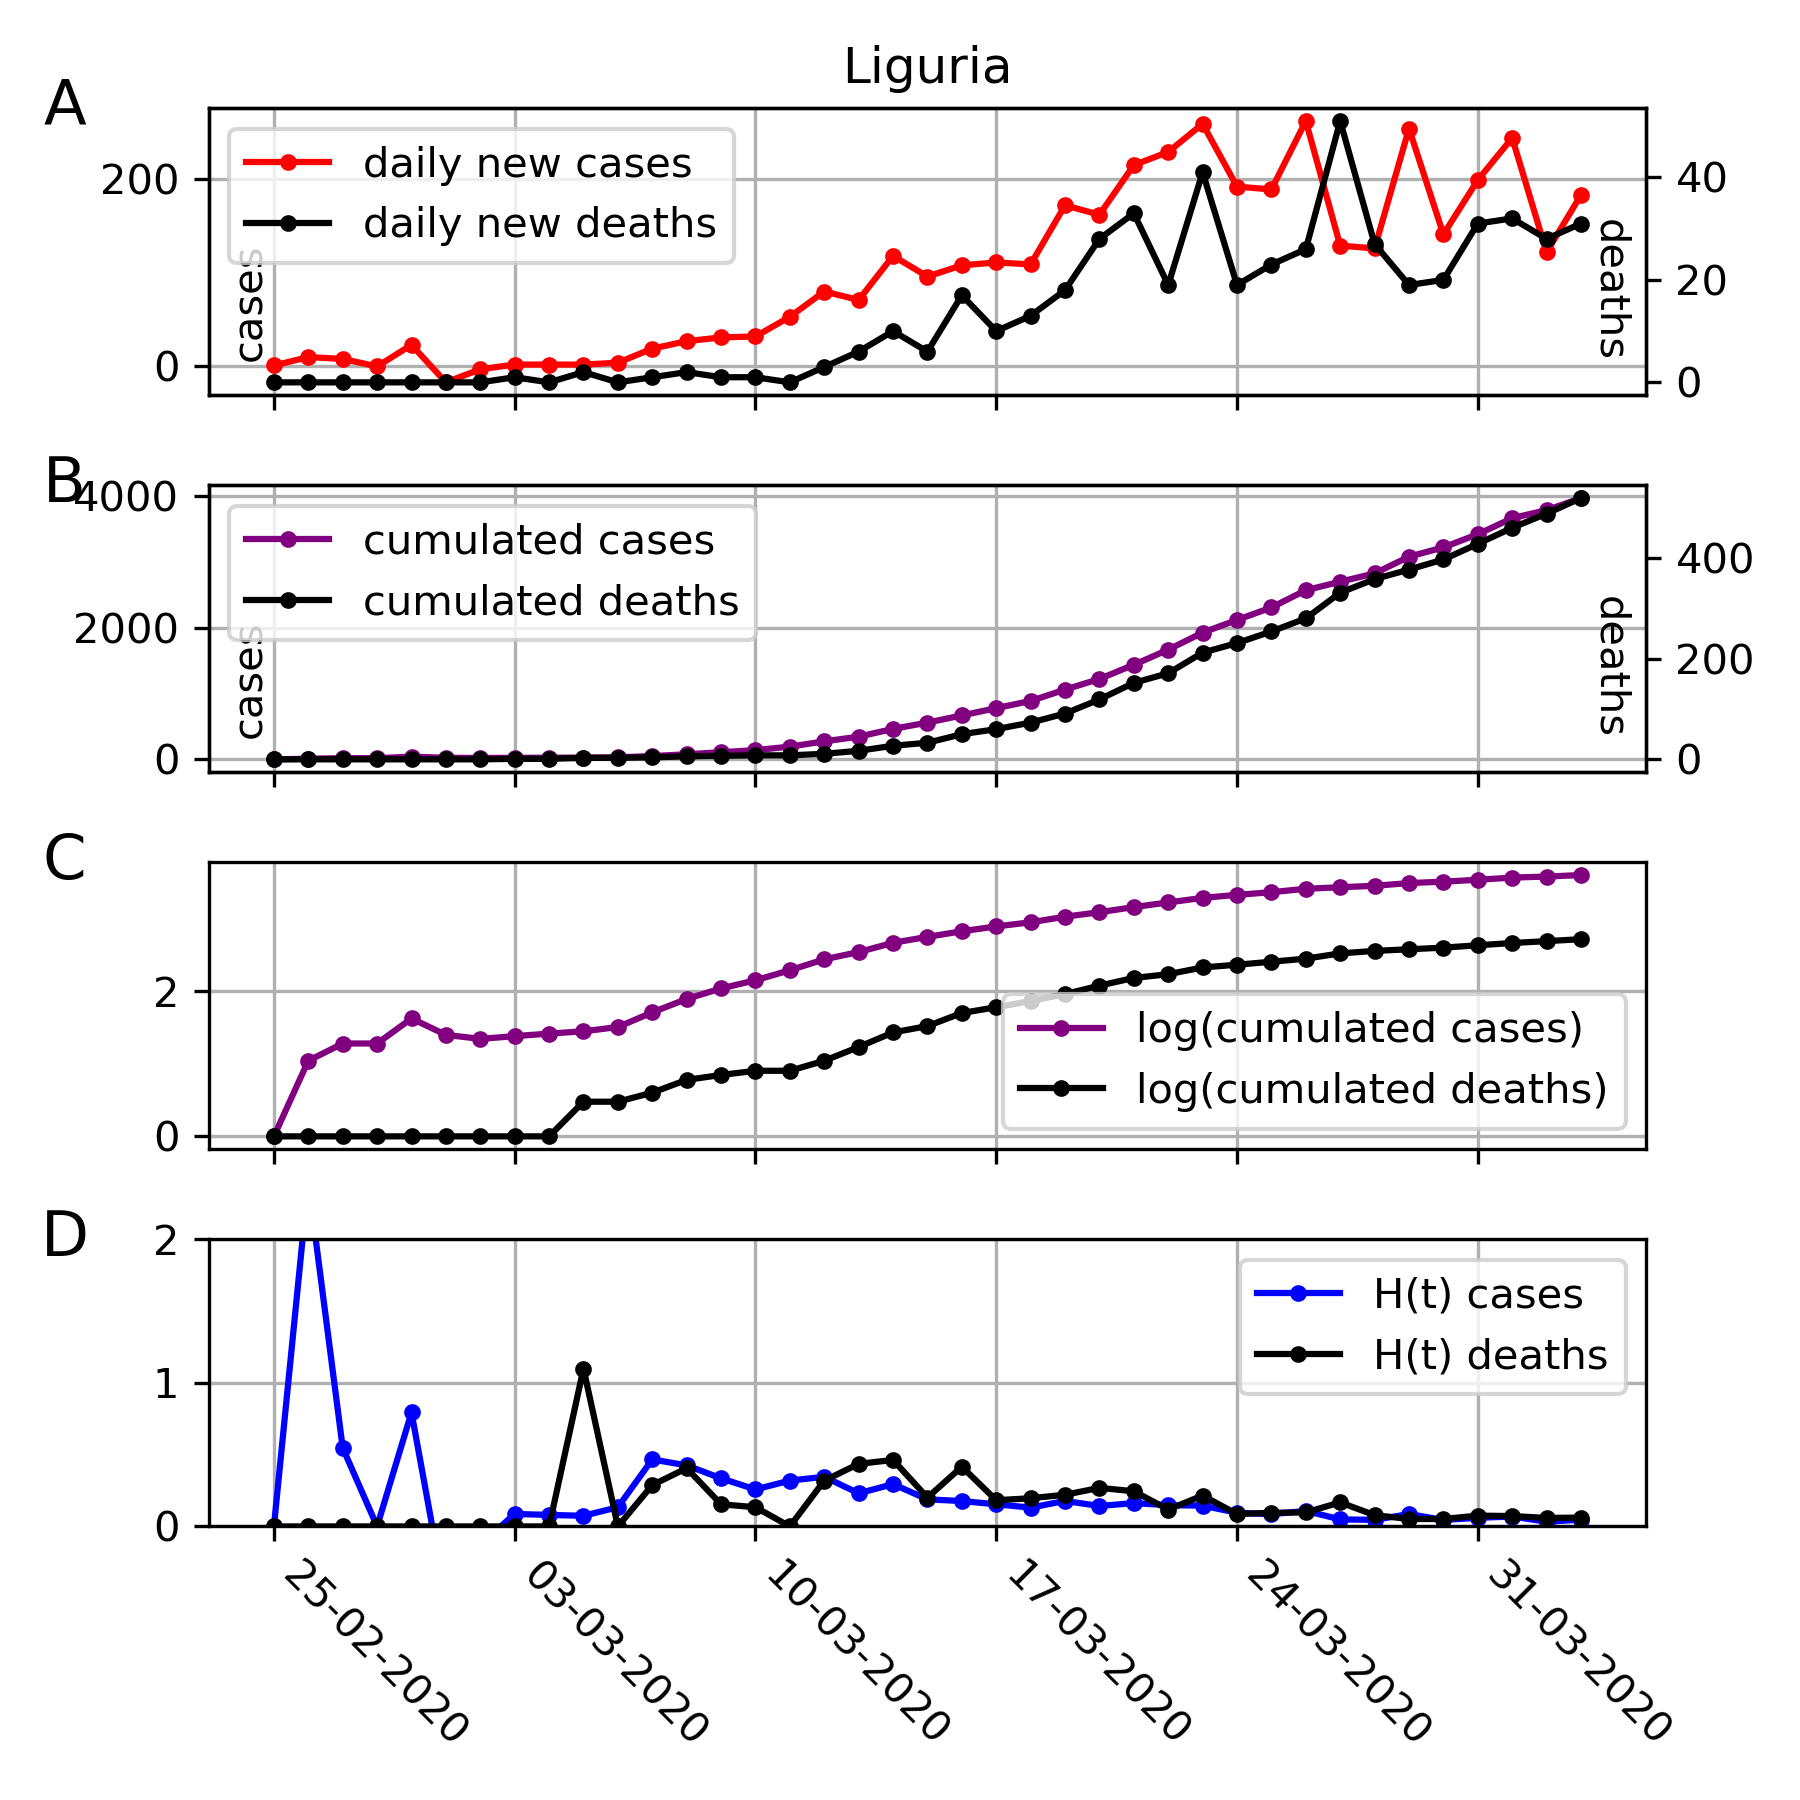 Liguria
A
200
0
cases
daily new cases
daily new deaths
40
20
0
deaths
B
4000
2000
0
cases
cumulated cases
cumulated deaths
400
200
0
deaths
C
2
0
log(cumulated cases)
log(cumulated deaths)
D
2
1
0
H(t) cases
H(t) deaths
25-02-2020
03-03-2020
10-03-2020
17-03-2020
24-03-2020
31-03-2020